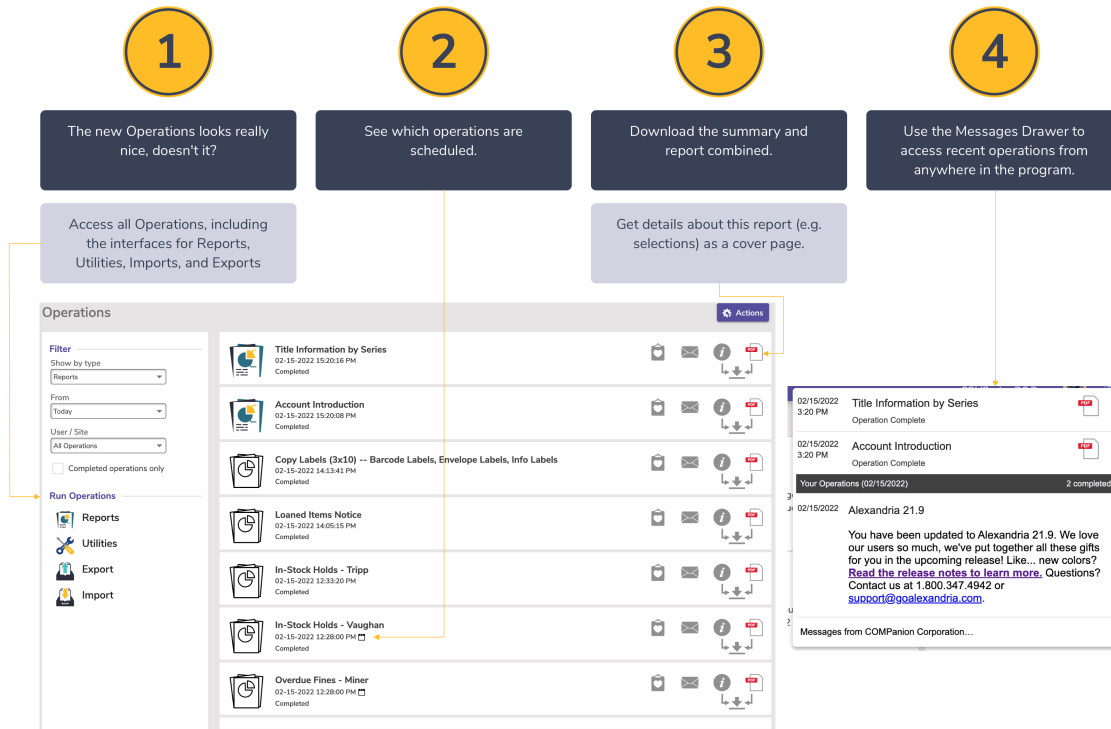 1
2
3
4
The new Operations looks really
nice, doesn't it?
See which operations are
scheduled.
Download the summary and
report combined.
Use the Messages Drawer to
access recent operations from
anywhere in the program.
Access all Operations, including
the interfaces for Reports,
Utilities, Imports, and Exports
Get details about this report (e.g.
selections) as a cover page.
Operations
Actions
Filter
Show by type
Reports
From
Today
User / Site
All Operations
Completed operations only
Run Operations
Reports
Utilities
Export
Import
Title Information by Series
02-15-2022 15:20:16 PM
Completed
PDF
Account Introduction
02-15-2022 15:20:08 PM
Completed
PDF
Copy Labels (3x10) -- Barcode Labels, Envelope Labels, Info Labels
02-15-2022 14:13:41 PM
Completed
PDF
Loaned Items Notice
02-15-2022 14:05:15 PM
Completed
PDF
In-Stock Holds - Tripp
02-15-2022 12:33:20 PM
Completed
PDF
In-Stock Holds - Vaughan
02-15-2022 12:28:00 PM
Completed
PDF
Overdue Fines - Miner
02-15-2022 12:28:00 PM
Completed
PDF
02/15/2022 Title Information by Series
3:20 PM
Operation Complete
PDF
02/15/2022 Account Introduction
3:20 PM
Operation Complete
PDF
Your Operations (02/15/2022) 2 completed
02/15/2022 Alexandria 21.9
You have been updated to Alexandria 21.9. We love
our users so much, we've put together all these gifts
for you in the upcoming release! Like... new colors?
Read the release notes to learn more. Questions?
Contact us at 1.800.347.4942 or
support@goalexandria.com.
Messages from COMPanion Corporation...